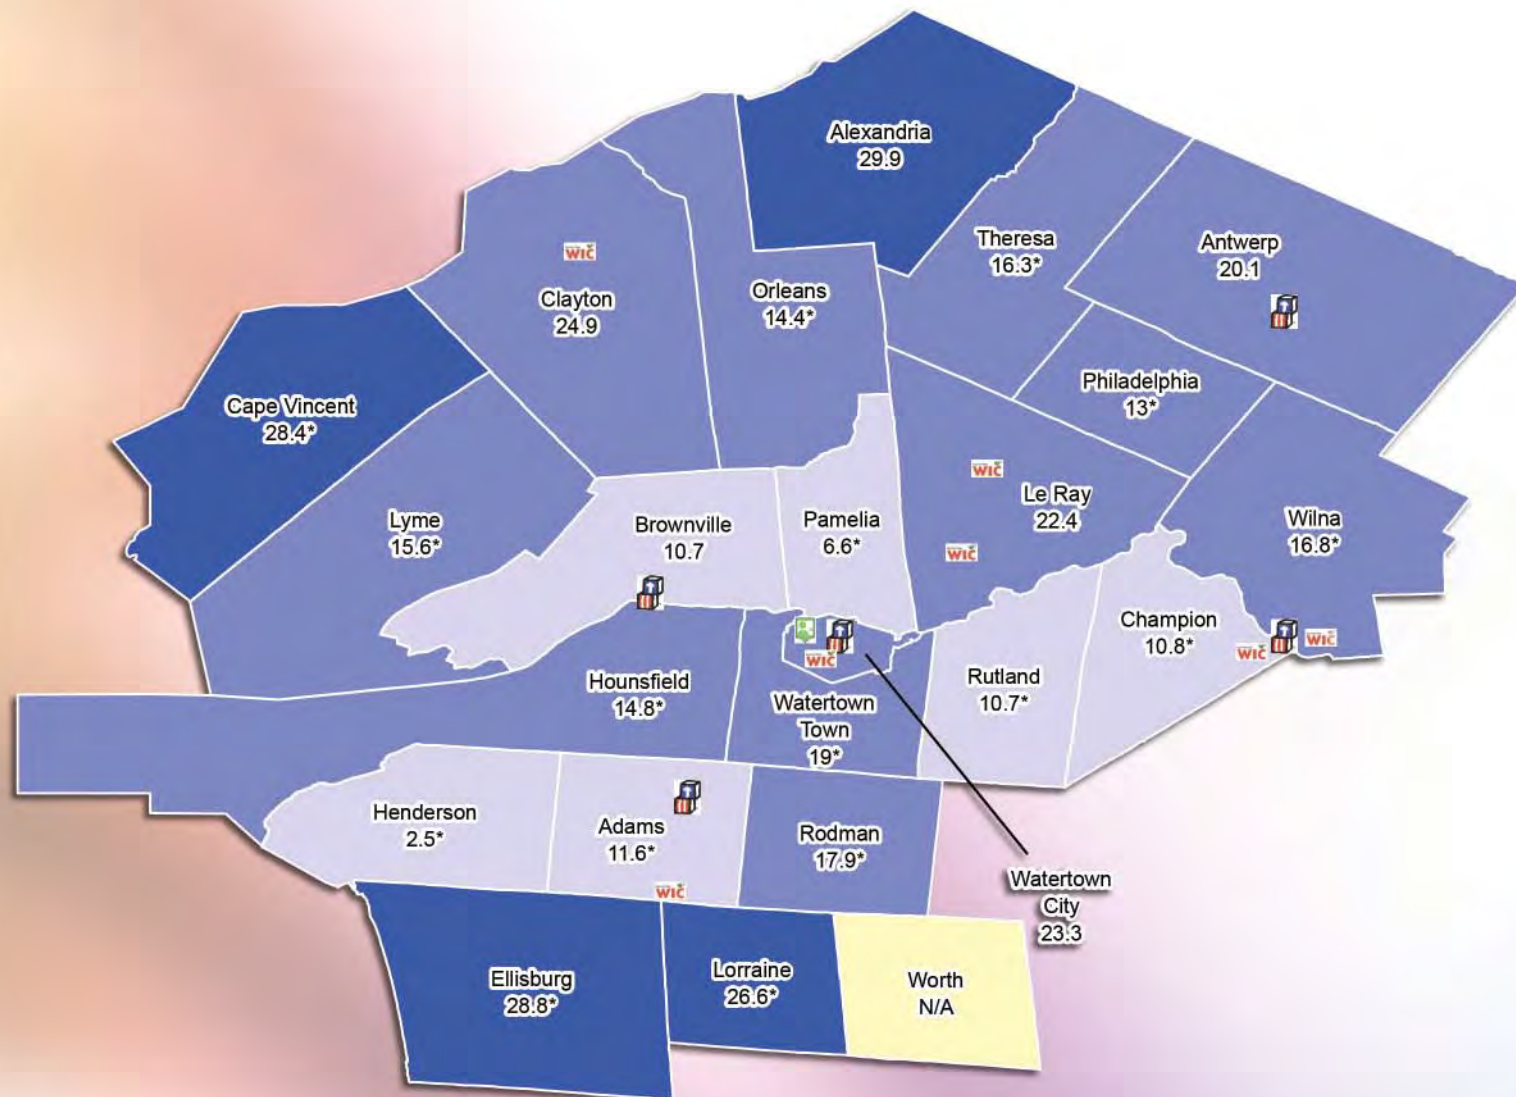 Alexandria
29.9
Theresa
16.3*
Antwerp
20.1
WIC
Clayton
24.9
Orleans
14.4*
Philadelphia
13*
Cape Vincent
28.4*
WIC
Le Ray
22.4
Lyme
15.6*
Brownville
10.7
Pamelia
6.6*
Wilna
16.8*
WIC
Champion
10.8*
WIC
WIC
WIC
Hounsfield
14.8*
Watertown
Town
19*
Rutland
10.7*
Henderson
2.5*
Adams
11.6*
Rodman
17.9*
WIC
Watertown
City
23.3
Ellisburg
28.8*
Lorraine
26.6*
Worth
N/A